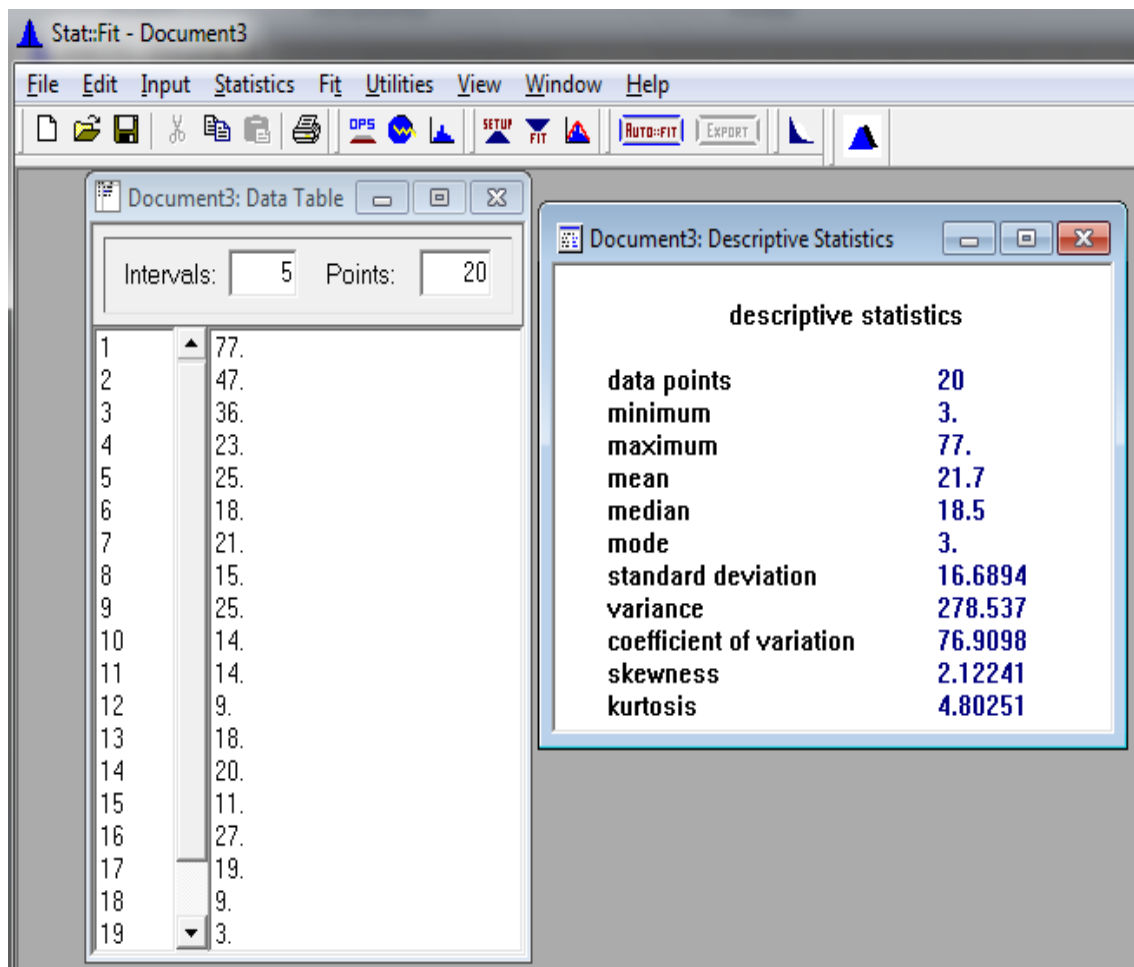 Stat::Fit - Document3
File Edit Input Statistics Fit Utilities View Window Help
OPS SETUP FIT AUTO::FIT EXPORT
Document3: Data Table
Intervals: 5 Points: 20
1 77.
2 47.
3 36.
4 23.
5 25.
6 18.
7 21.
8 15.
9 25.
10 14.
11 14.
12 9.
13 18.
14 20.
15 11.
16 27.
17 19.
18 9.
19 3.
Document3: Descriptive Statistics
descriptive statistics
data points 20
minimum 3.
maximum 77.
mean 21.7
median 18.5
mode 3.
standard deviation 16.6894
variance 278.537
coefficient of variation 76.9098
skewness 2.12241
kurtosis 4.80251